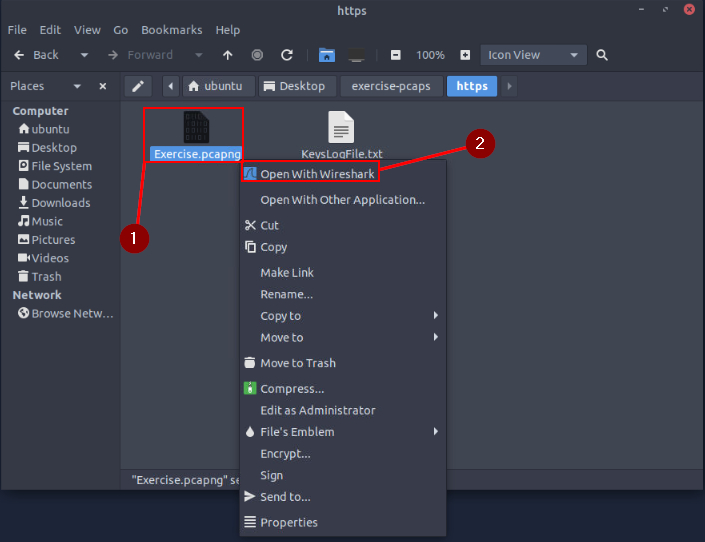 https
File Edit View Go Bookmarks Help
Back Forward 100% Icon View
Places ubuntu Desktop exercise-pcaps https
Computer
ubuntu
Desktop
File System
Documents
Downloads
Music
Pictures
Videos
Trash
Network
Browse Netw...
Exercise.pcapng KeysLogFile.txt
1
2
Open With Wireshark
Open With Other Application...
Cut
Copy
Make Link
Rename...
Copy to
Move to
Move to Trash
Compress...
Edit as Administrator
File's Emblem
Encrypt...
Sign
Send to...
Properties
"Exercise.pcapng" se